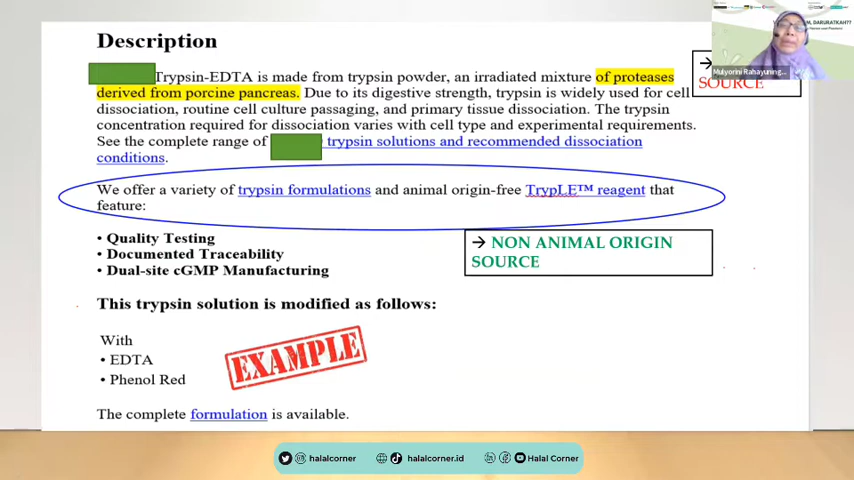 Description
Trypsin-EDTA is made from trypsin powder, an irradiated mixture of proteases
derived from porcine pancreas. Due to its digestive strength, trypsin is widely used for cell
dissociation, routine cell culture passaging, and primary tissue dissociation. The trypsin
concentration required for dissociation varies with cell type and experimental requirements.
See the complete range of trypsin solutions and recommended dissociation
conditions.
We offer a variety of trypsin formulations and animal origin-free TrypLE™ reagent that
feature:
• Quality Testing
• Documented Traceability
• Dual-site cGMP Manufacturing
→ NON ANIMAL ORIGIN
SOURCE
This trypsin solution is modified as follows:
With
• EDTA
• Phenol Red
EXAMPLE
The complete formulation is available.
→
SOURCE
M, DARURATKAH??
Mulyorini Rahayuning...
halalcorner
halalcorner.id
Halal Corner